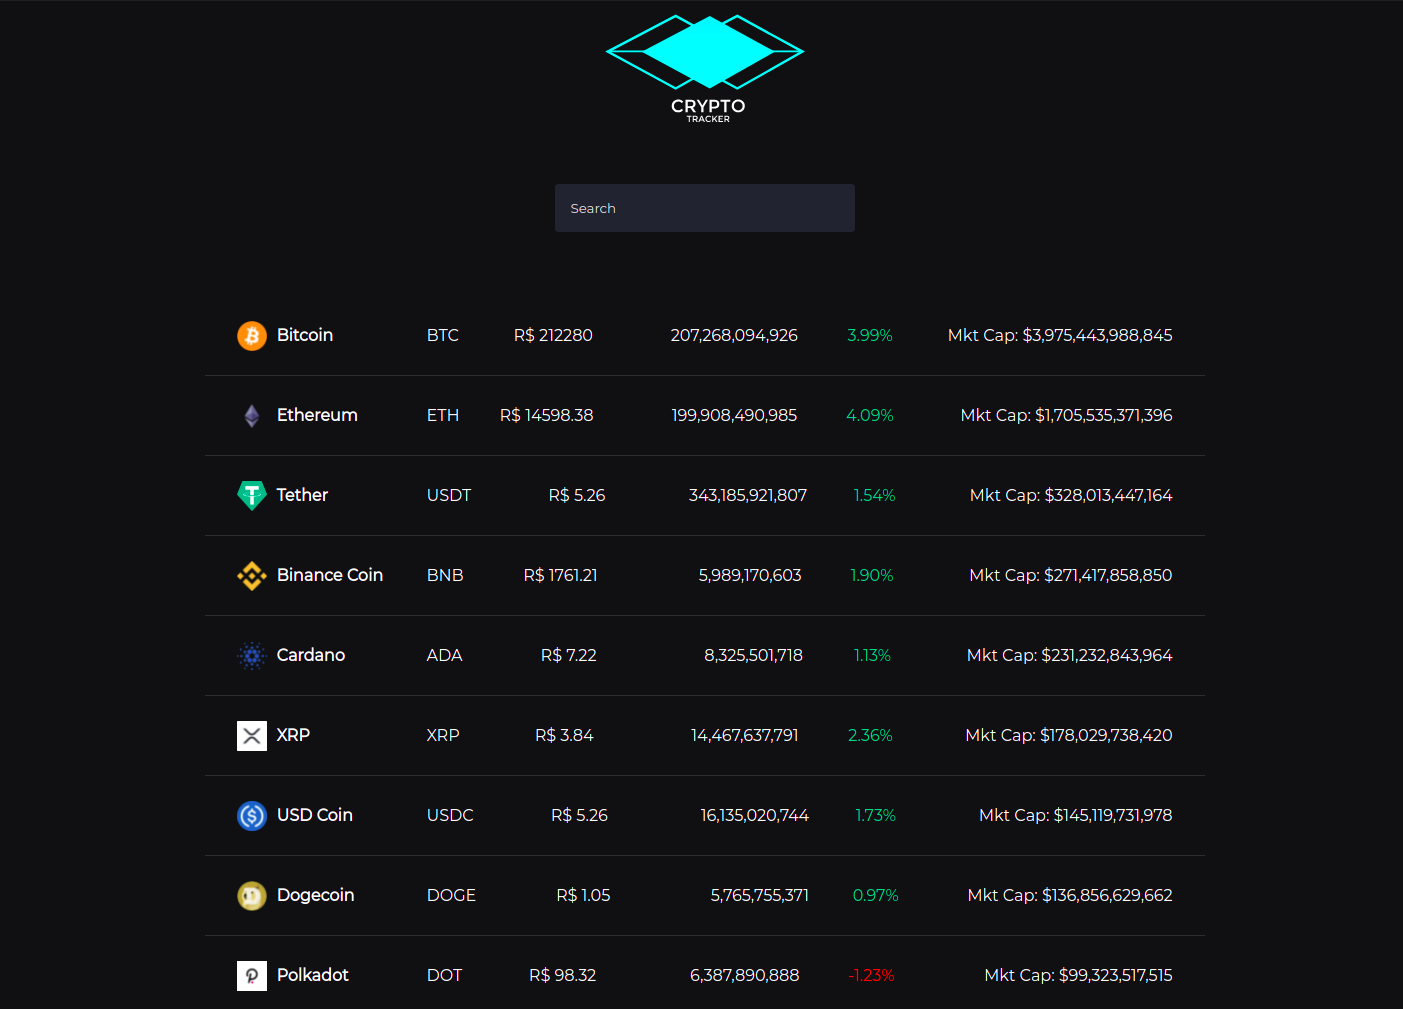 CRYPTO
TRACKER
Search
Bitcoin BTC R$ 212280 207,268,094,926 3.99% Mkt Cap: $3,975,443,988,845
Ethereum ETH R$ 14598.38 199,908,490,985 4.09% Mkt Cap: $1,705,535,371,396
Tether USDT R$ 5.26 343,185,921,807 1.54% Mkt Cap: $328,013,447,164
Binance Coin BNB R$ 1761.21 5,989,170,603 1.90% Mkt Cap: $271,417,858,850
Cardano ADA R$ 7.22 8,325,501,718 1.13% Mkt Cap: $231,232,843,964
XRP XRP R$ 3.84 14,467,637,791 2.36% Mkt Cap: $178,029,738,420
USD Coin USDC R$ 5.26 16,135,020,744 1.73% Mkt Cap: $145,119,731,978
Dogecoin DOGE R$ 1.05 5,765,755,371 0.97% Mkt Cap: $136,856,629,662
Polkadot DOT R$ 98.32 6,387,890,888 -1.23% Mkt Cap: $99,323,517,515